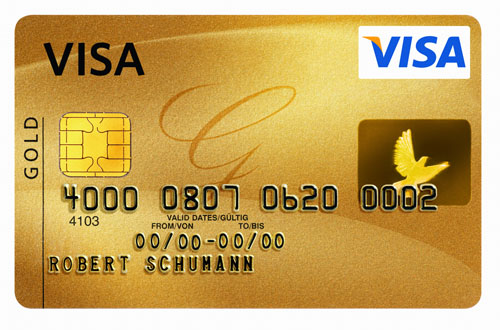 VISA
VISA
GOLD
G
4000 0807 0620 0002
4103
VALID DATES/GÜLTIG
FROM/VON TO/BIS
00/00-00/00
ROBERT SCHUMANN